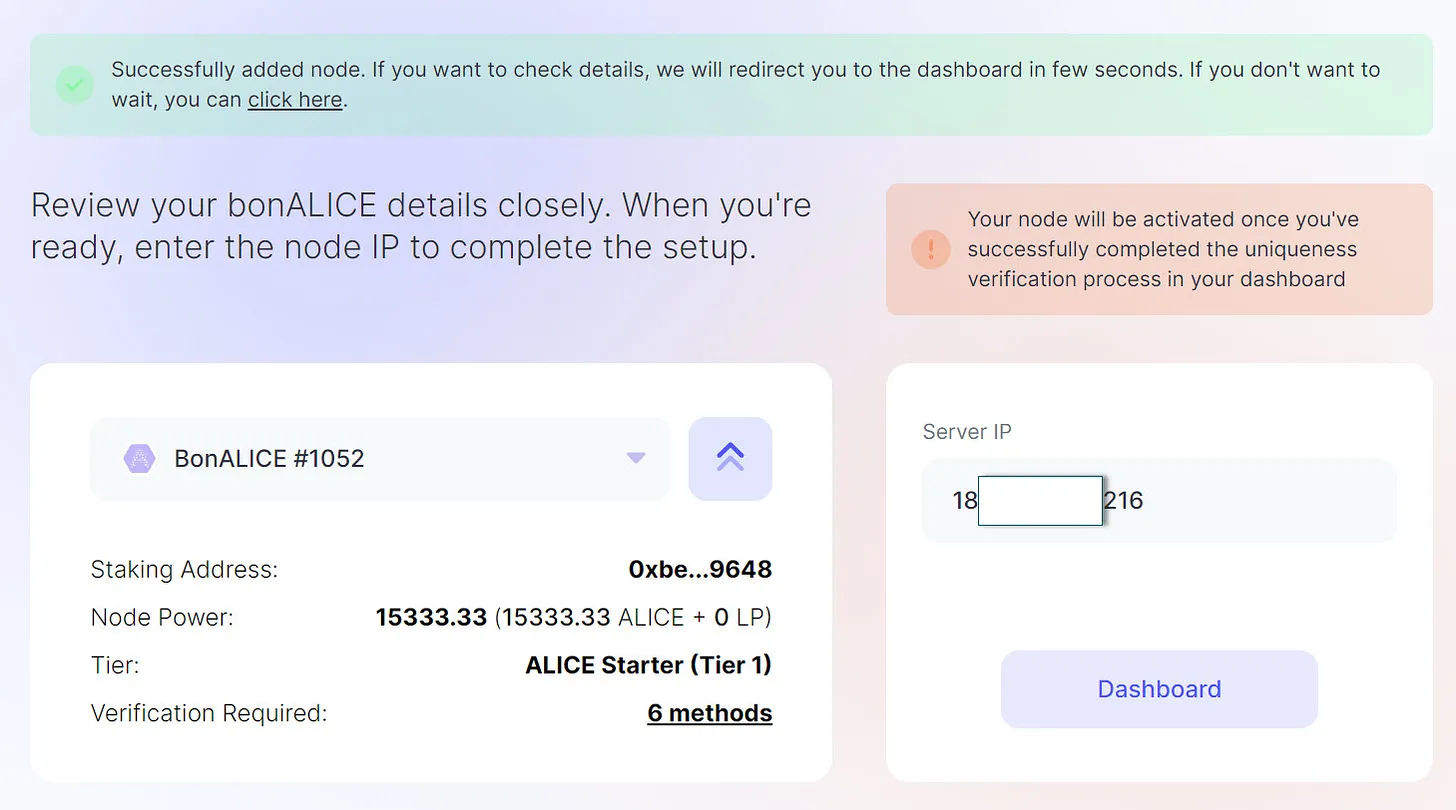 Successfully added node. If you want to check details, we will redirect you to the dashboard in few seconds. If you don't want to
wait, you can click here.
Review your bonALICE details closely. When you're
ready, enter the node IP to complete the setup.
Your node will be activated once you've
successfully completed the uniqueness
verification process in your dashboard
BonALICE #1052
Staking Address: 0xbe...9648
Node Power: 15333.33 (15333.33 ALICE + 0 LP)
Tier: ALICE Starter (Tier 1)
Verification Required: 6 methods
Server IP
18 216
Dashboard